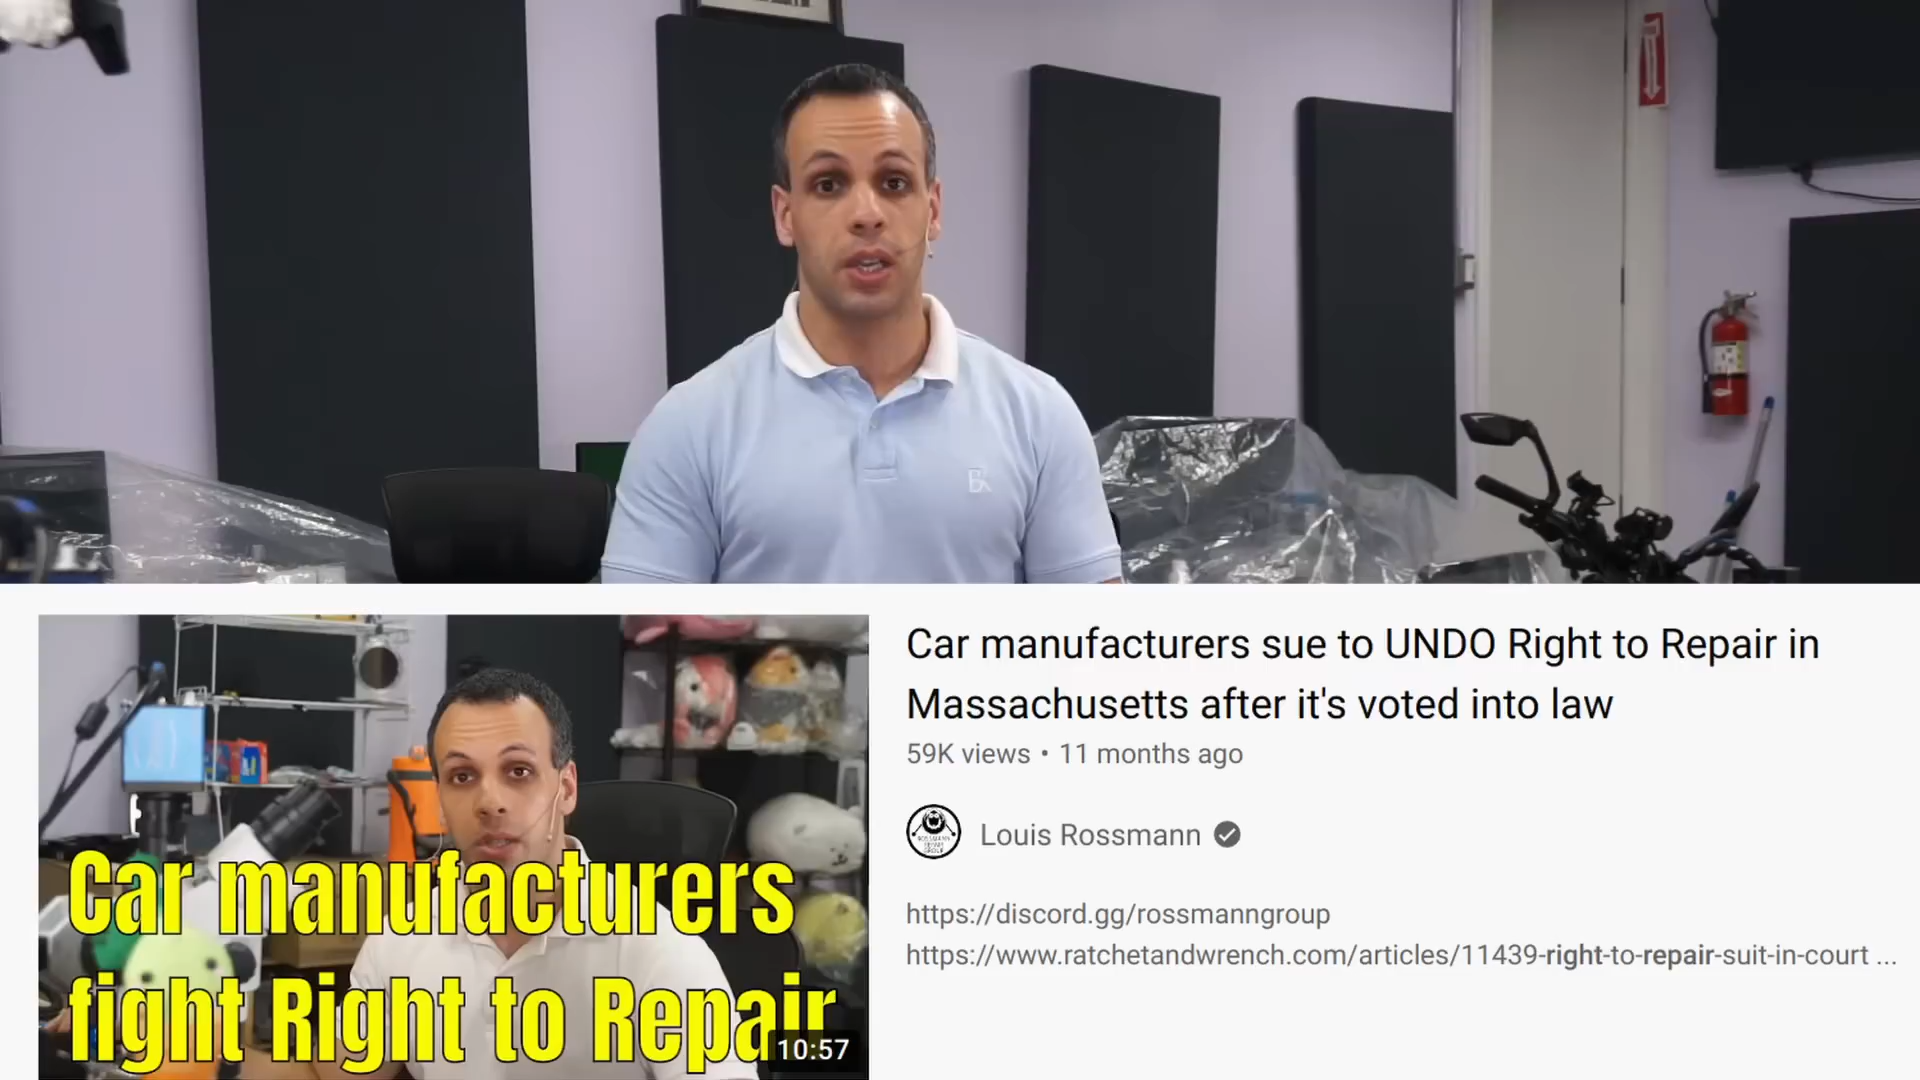 Car manufacturers sue to UNDO Right to Repair in
Massachusetts after it's voted into law
59K views • 11 months ago
Louis Rossmann
https://discord.gg/rossmanngroup
https://www.ratchetandwrench.com/articles/11439-right-to-repair-suit-in-court ...
Car manufacturers
fight Right to Repair
10:57